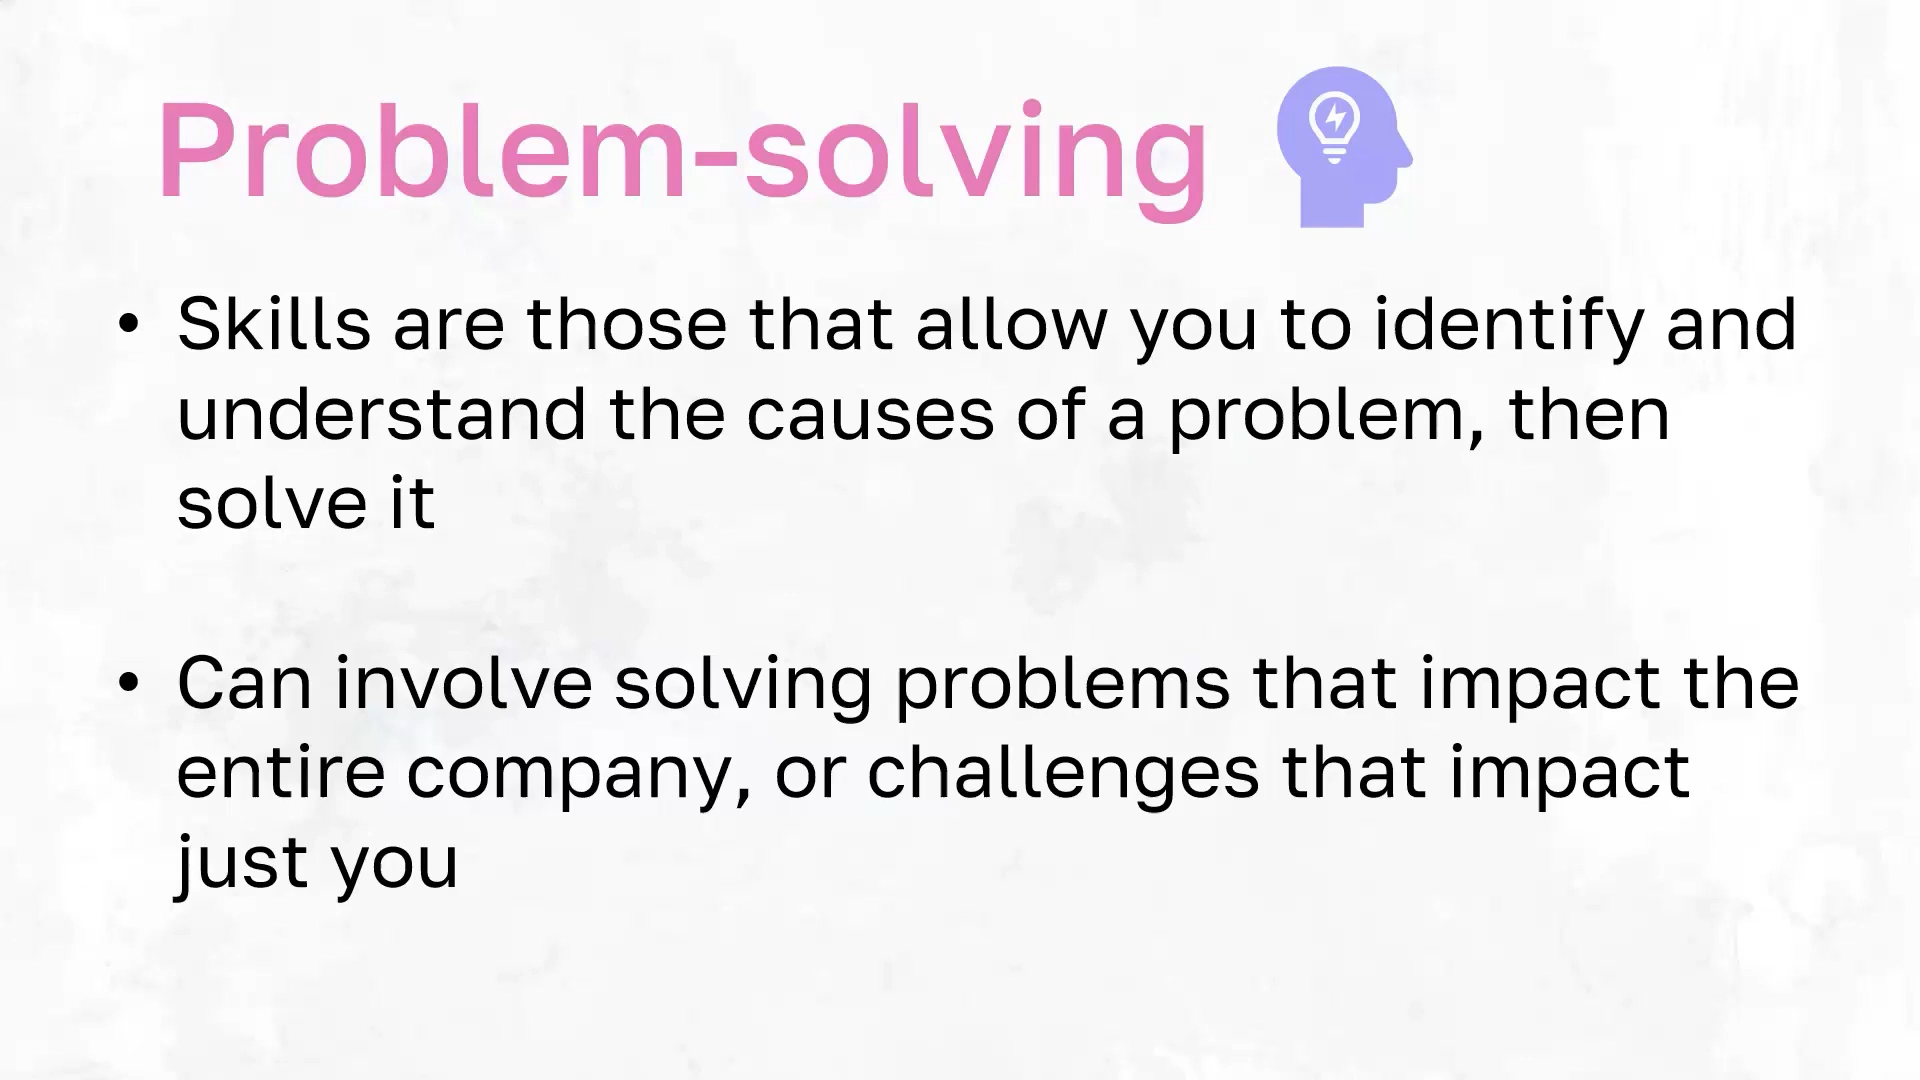 Problem-solving
• Skills are those that allow you to identify and
understand the causes of a problem, then
solve it
• Can involve solving problems that impact the
entire company, or challenges that impact
just you